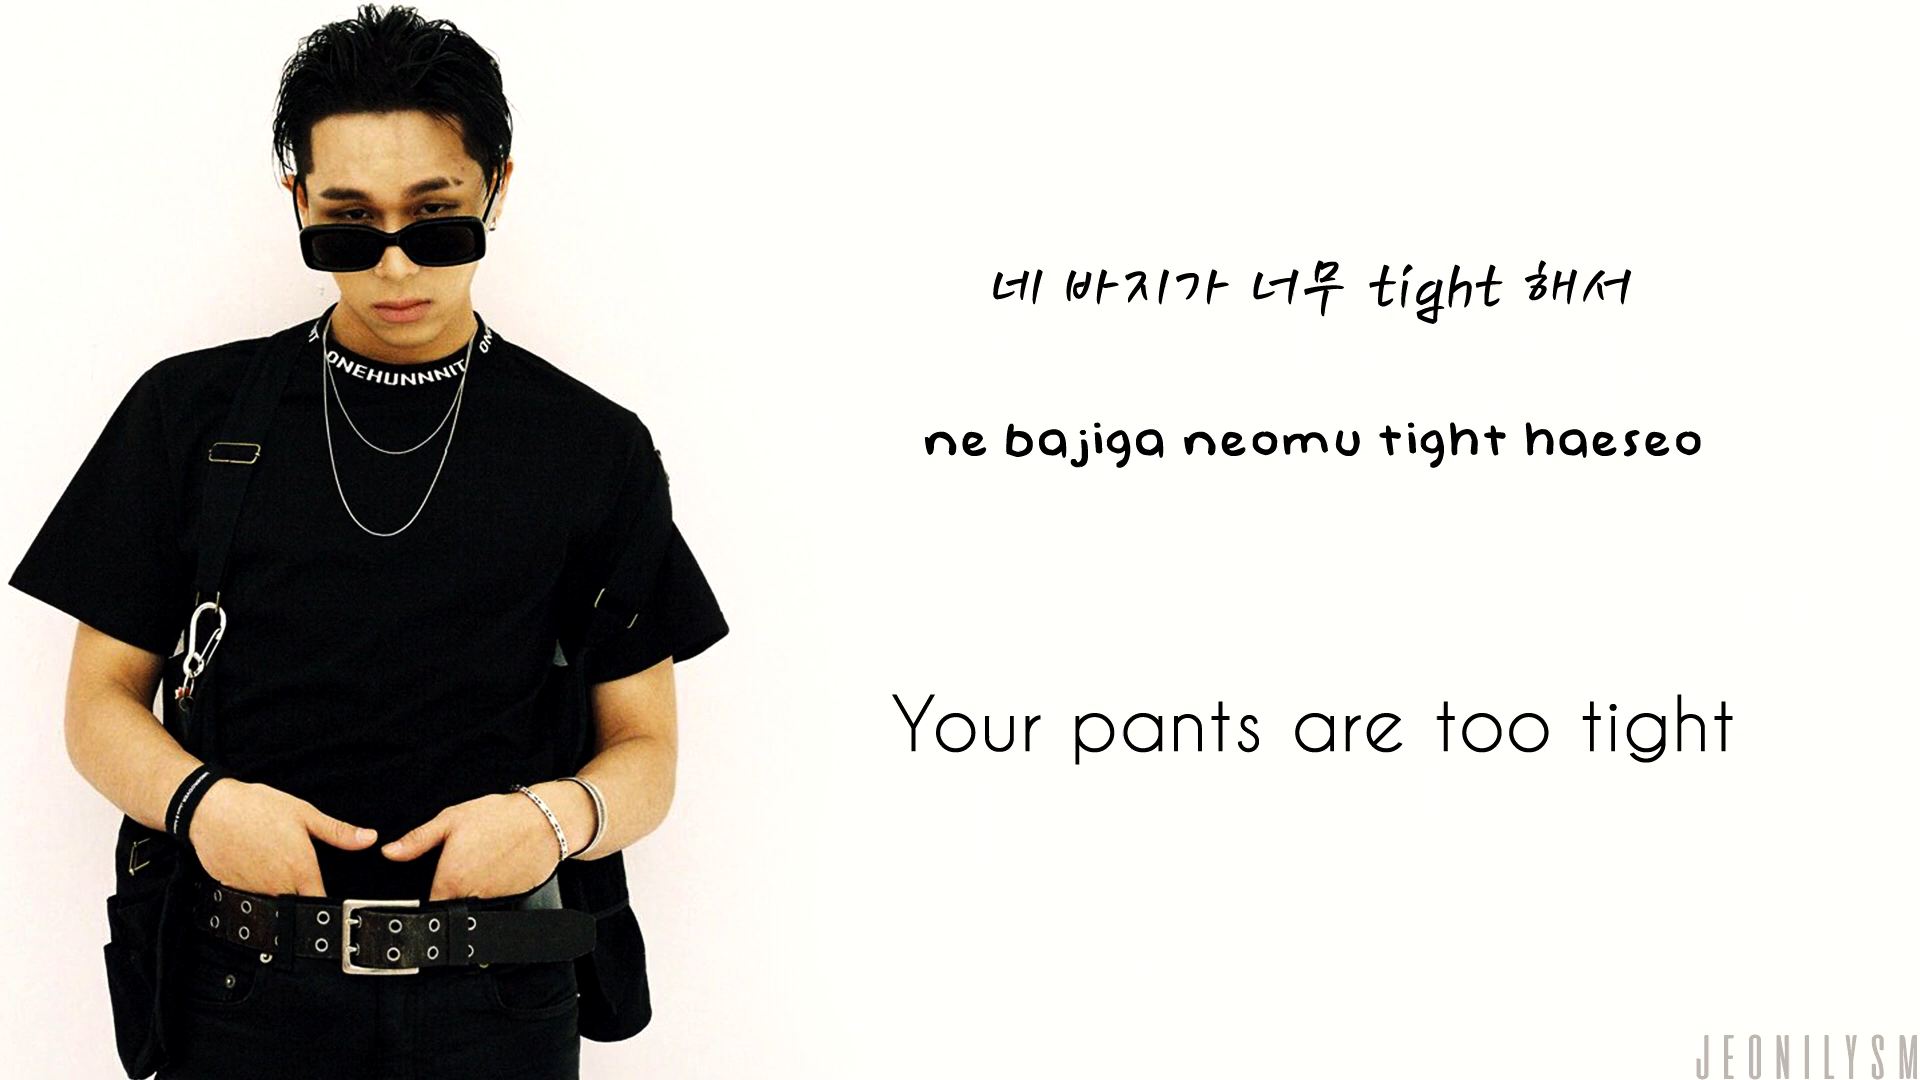 ONEHUNNNIT
네 바지가 너무 tight 해서
ne bajiga neomu tight haeseo
Your pants are too tight
JEONILYSM